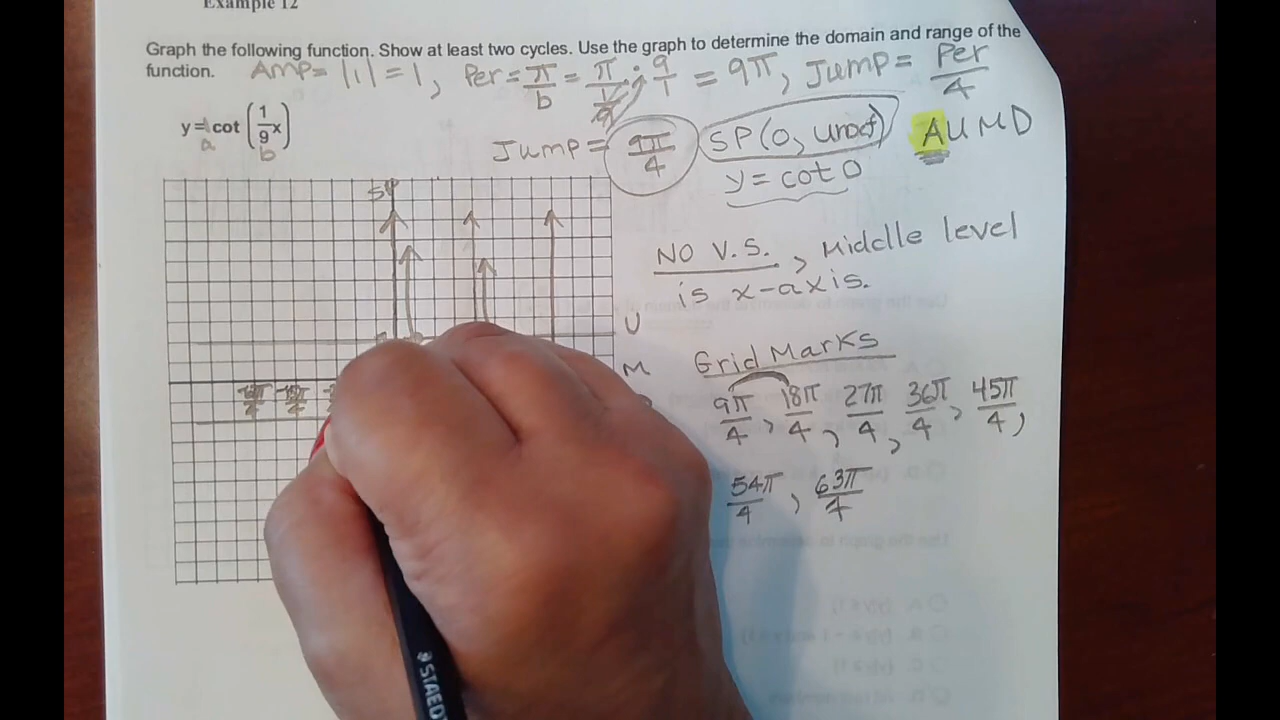 Example 12
Graph the following function. Show at least two cycles. Use the graph to determine the domain and range of the
function. AMP = |1| = 1, Per = π/b = π/(1/9) ; 9/1 = 9π, Jump = Per/4
y = cot (1/9 x)
a b
Jump = 9π/4 SP (0, undf) AUMD
y = cot 0
5
NO V.S., Middle level
is x-axis.
U
M
Grid Marks
9π/4, 18π/4, 27π/4, 36π/4, 45π/4,
54π/4, 63π/4
STAEDT